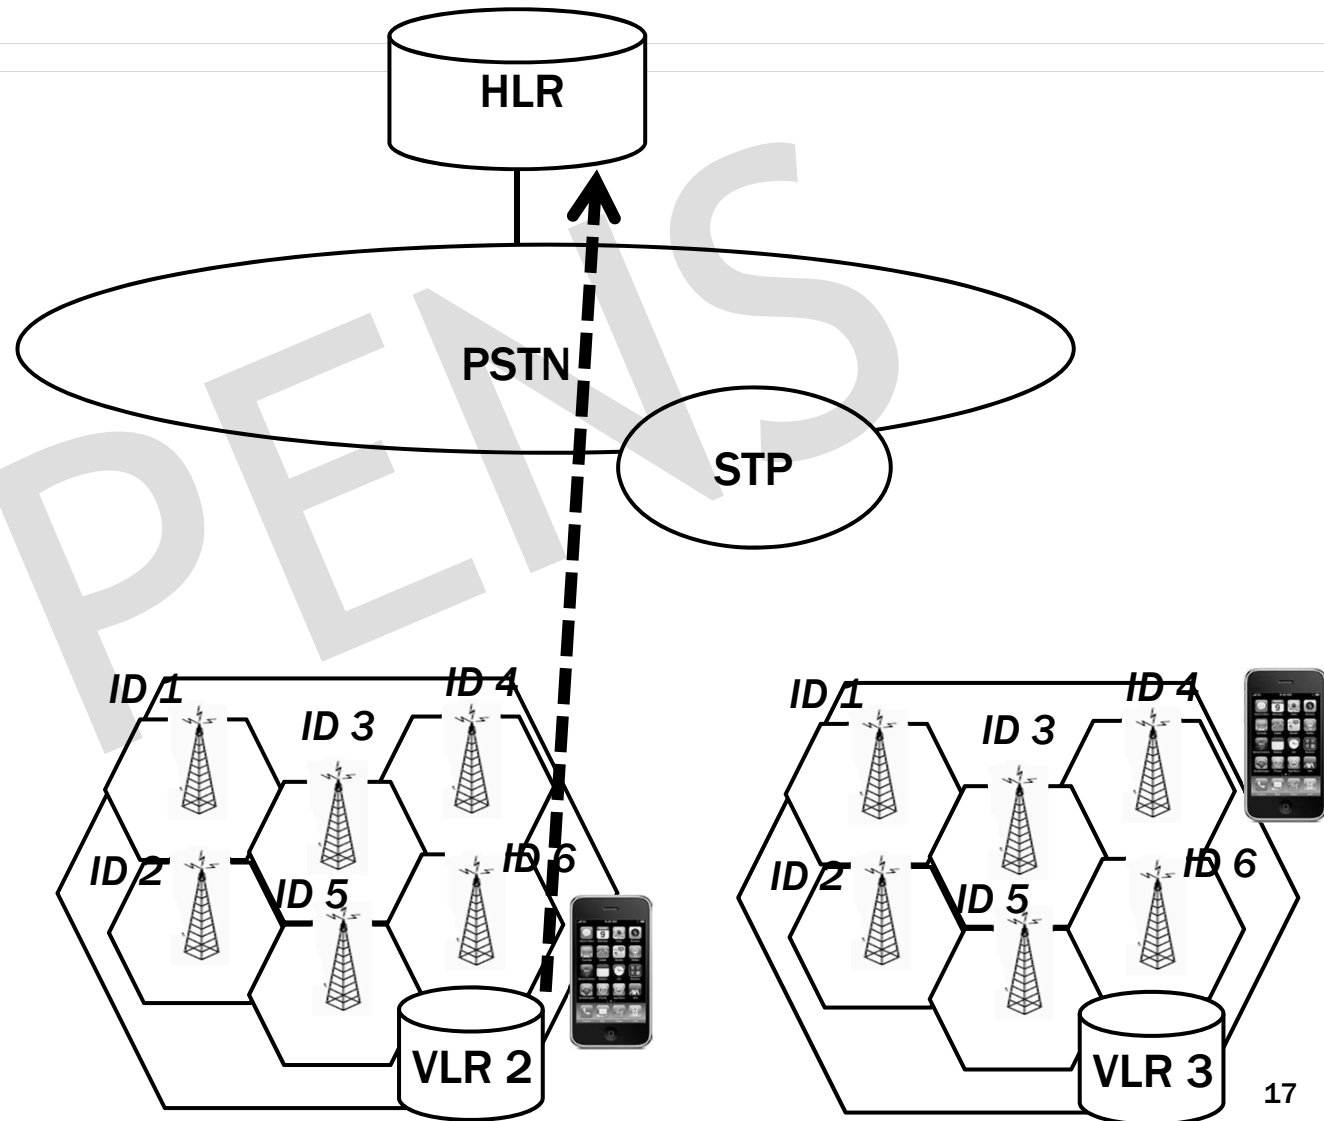 HLR
PSTN
STP
PENS
ID 1
ID 4
ID 3
ID 2
ID 5
ID 6
VLR 2
ID 1
ID 4
ID 3
ID 2
ID 5
ID 6
VLR 3
17